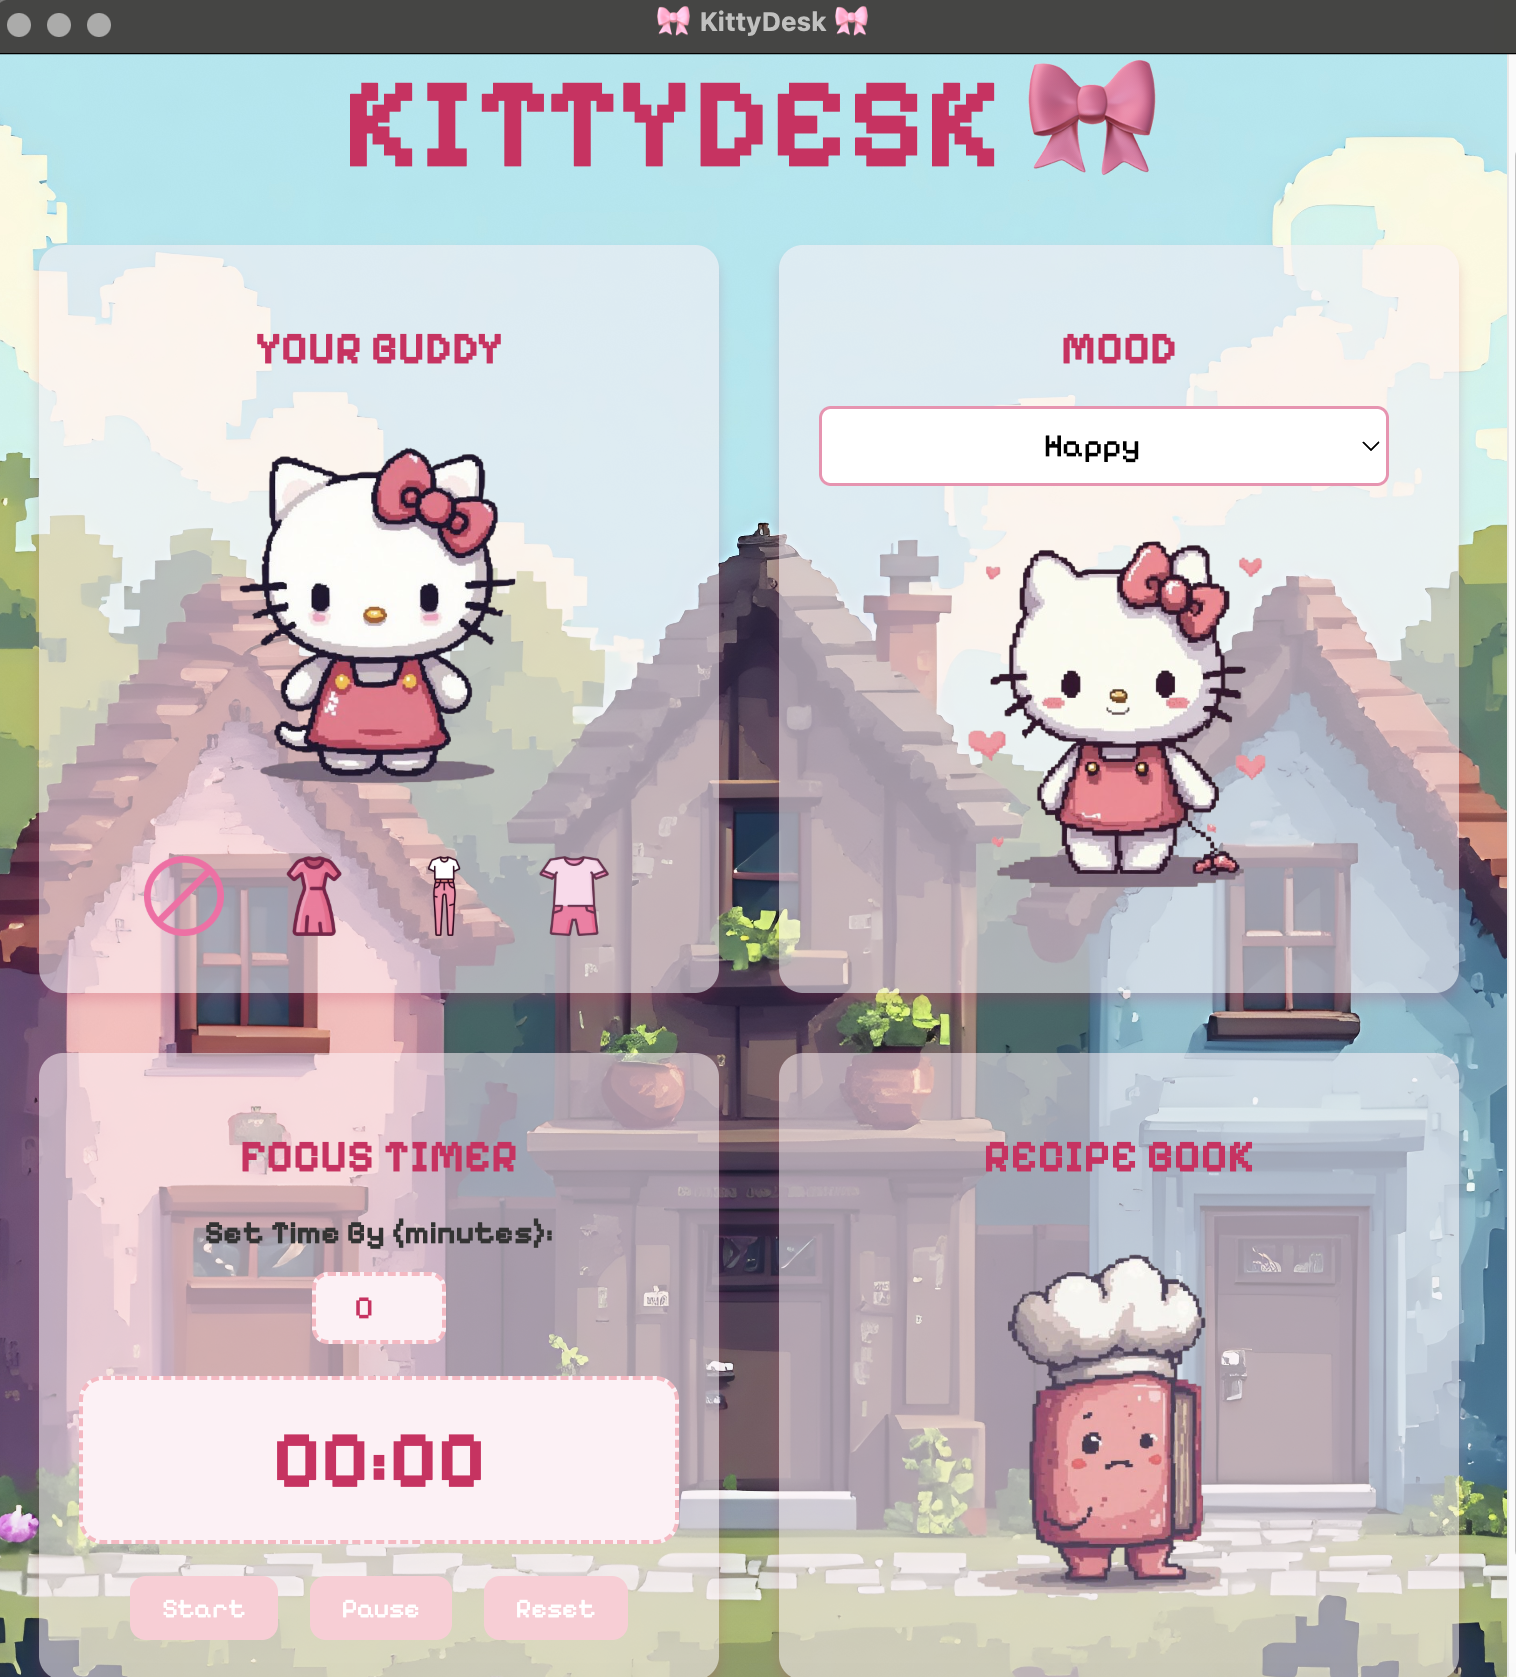 🎀 KittyDesk 🎀
KITTYDESK 🎀
YOUR BUDDY
MOOD
Happy
FOCUS TIMER
Set Time By {minutes}:
0
00:00
Start Pause Reset
RECIPE BOOK